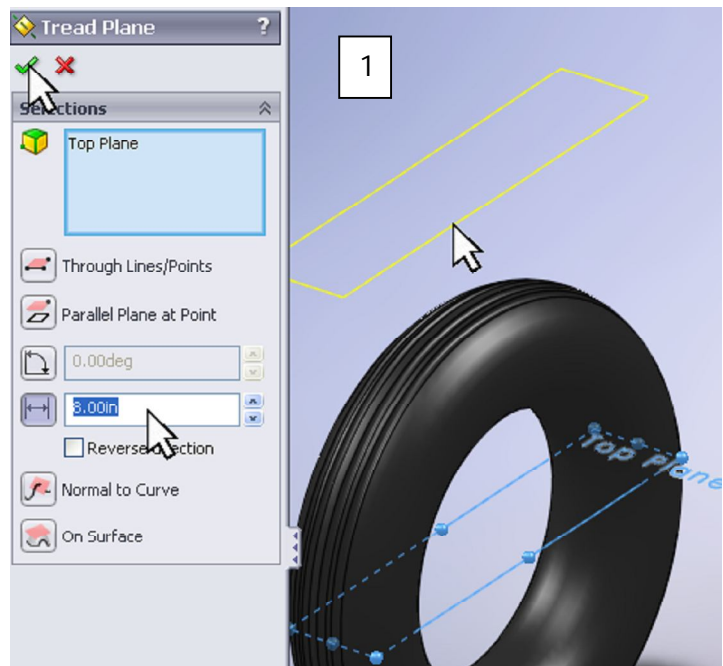 Tread Plane ?
1
Selections
Top Plane
Through Lines/Points
Parallel Plane at Point
0.00deg
8.00in
Reverse direction
Normal to Curve
On Surface
Top Plane